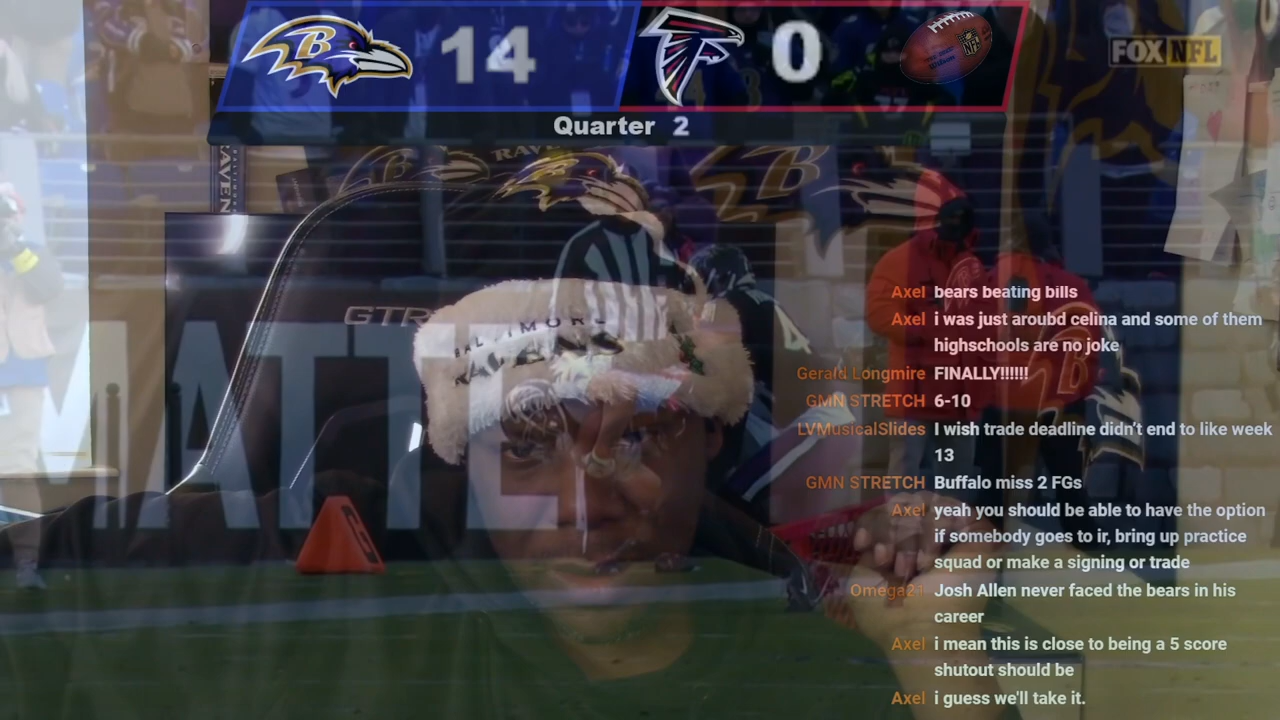 14
0
FOX NFL
Quarter 2
RAVEN
GTR
MATTE
RAVENS
Axel bears beating bills
Axel i was just aroubd celina and some of them
highschools are no joke
Gerald Longmire FINALLY!!!!!!
GMN STRETCH 6-10
LVMusicalSlides I wish trade deadline didn't end to like week
13
GMN STRETCH Buffalo miss 2 FGs
Axel yeah you should be able to have the option
if somebody goes to ir, bring up practice
squad or make a signing or trade
Omega21 Josh Allen never faced the bears in his
career
Axel i mean this is close to being a 5 score
shutout should be
Axel i guess we'll take it.